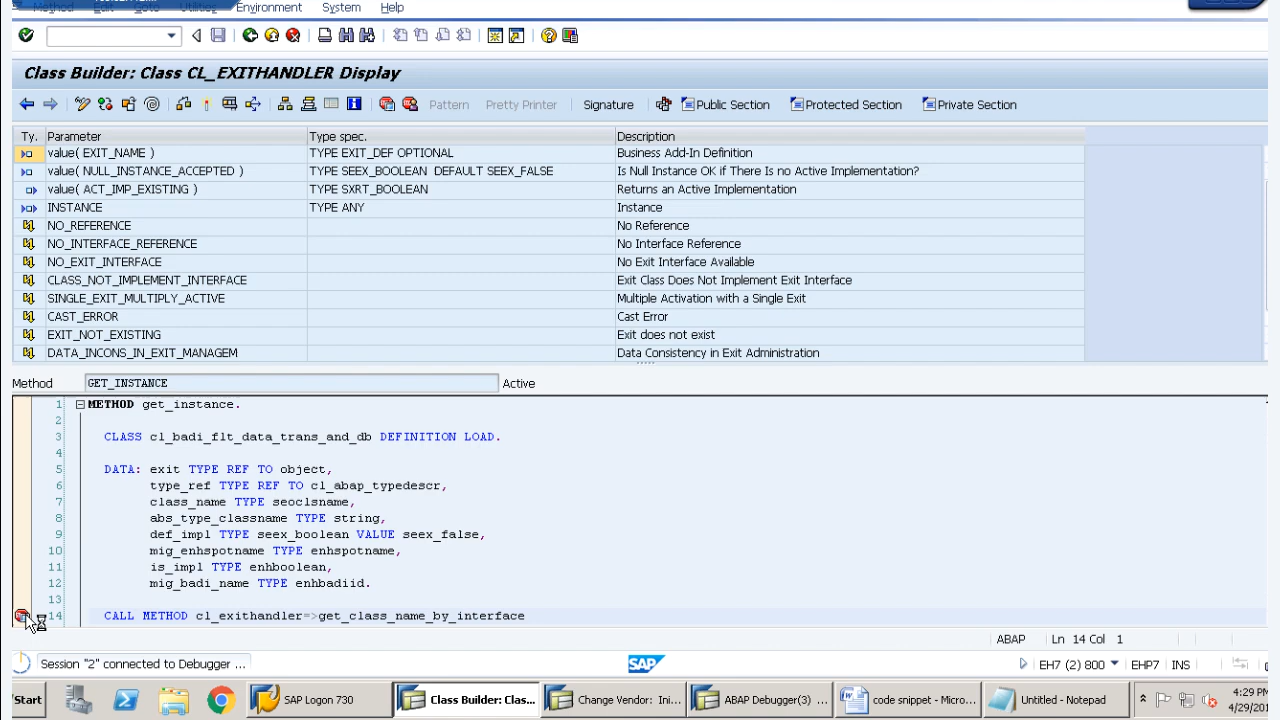 Method Edit Goto Utilities Environment System Help
Class Builder: Class CL_EXITHANDLER Display
Pattern Pretty Printer Signature Public Section Protected Section Private Section
Ty. Parameter Type spec. Description
value( EXIT_NAME ) TYPE EXIT_DEF OPTIONAL Business Add-In Definition
value( NULL_INSTANCE_ACCEPTED ) TYPE SEEX_BOOLEAN DEFAULT SEEX_FALSE Is Null Instance OK if There Is no Active Implementation?
value( ACT_IMP_EXISTING ) TYPE SXRT_BOOLEAN Returns an Active Implementation
INSTANCE TYPE ANY Instance
NO_REFERENCE No Reference
NO_INTERFACE_REFERENCE No Interface Reference
NO_EXIT_INTERFACE No Exit Interface Available
CLASS_NOT_IMPLEMENT_INTERFACE Exit Class Does Not Implement Exit Interface
SINGLE_EXIT_MULTIPLY_ACTIVE Multiple Activation with a Single Exit
CAST_ERROR Cast Error
EXIT_NOT_EXISTING Exit does not exist
DATA_INCONS_IN_EXIT_MANAGEM Data Consistency in Exit Administration
Method GET_INSTANCE Active
1 METHOD get_instance.
2
3 CLASS cl_badi_flt_data_trans_and_db DEFINITION LOAD.
4
5 DATA: exit TYPE REF TO object,
6 type_ref TYPE REF TO cl_abap_typedescr,
7 class_name TYPE seoclsname,
8 abs_type_classname TYPE string,
9 def_impl TYPE seex_boolean VALUE seex_false,
10 mig_enhspotname TYPE enhspotname,
11 is_impl TYPE enhboolean,
12 mig_badi_name TYPE enhbadiid.
13
14 CALL METHOD cl_exithandler=>get_class_name_by_interface
ABAP Ln 14 Col 1
Session "2" connected to Debugger ... SAP EH7 (2) 800 EHP7 INS
Start SAP Logon 730 Class Builder: Clas... Change Vendor: Ini... ABAP Debugger(3) ... code snippet - Micro... Untitled - Notepad 4:29 PM
4/29/20